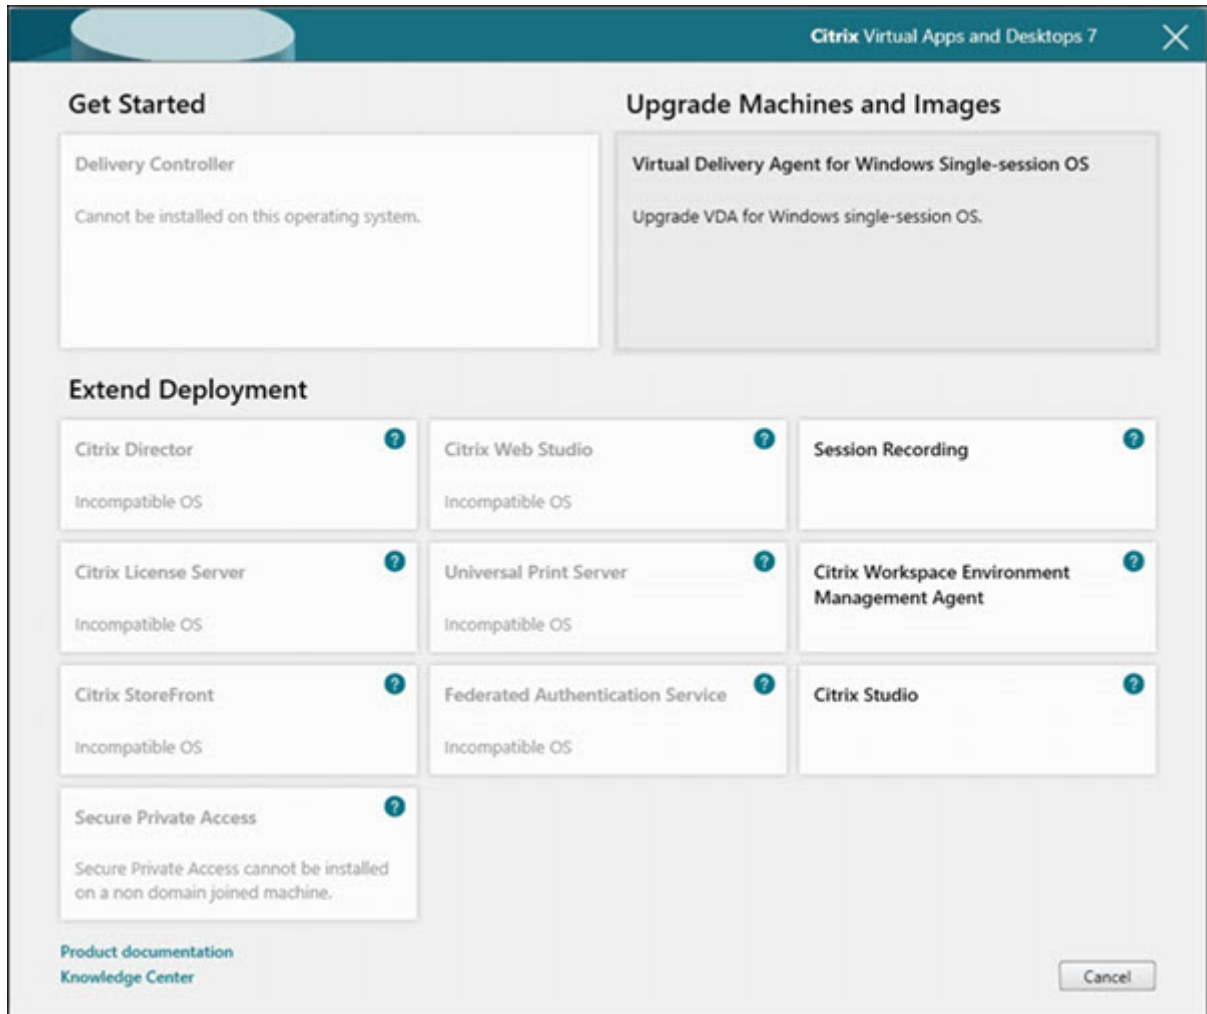 Citrix Virtual Apps and Desktops 7
Get Started
Upgrade Machines and Images
Delivery Controller
Cannot be installed on this operating system.
Virtual Delivery Agent for Windows Single-session OS
Upgrade VDA for Windows single-session OS.
Extend Deployment
Citrix Director
?
Incompatible OS
Citrix Web Studio
?
Incompatible OS
Session Recording
?
Citrix License Server
?
Incompatible OS
Universal Print Server
?
Incompatible OS
Citrix Workspace Environment
Management Agent
?
Citrix StoreFront
?
Incompatible OS
Federated Authentication Service
?
Incompatible OS
Citrix Studio
?
Secure Private Access
?
Secure Private Access cannot be installed
on a non domain joined machine.
Product documentation
Knowledge Center
Cancel